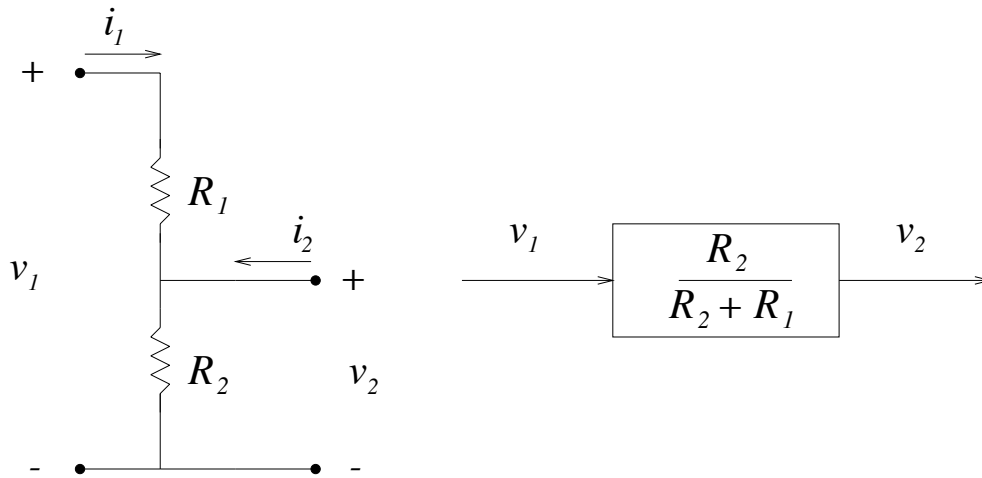 i₁
+
R₁
i₂
v₁
+
R₂
v₂
-
-
v₁
R₂
R₂ + R₁
v₂